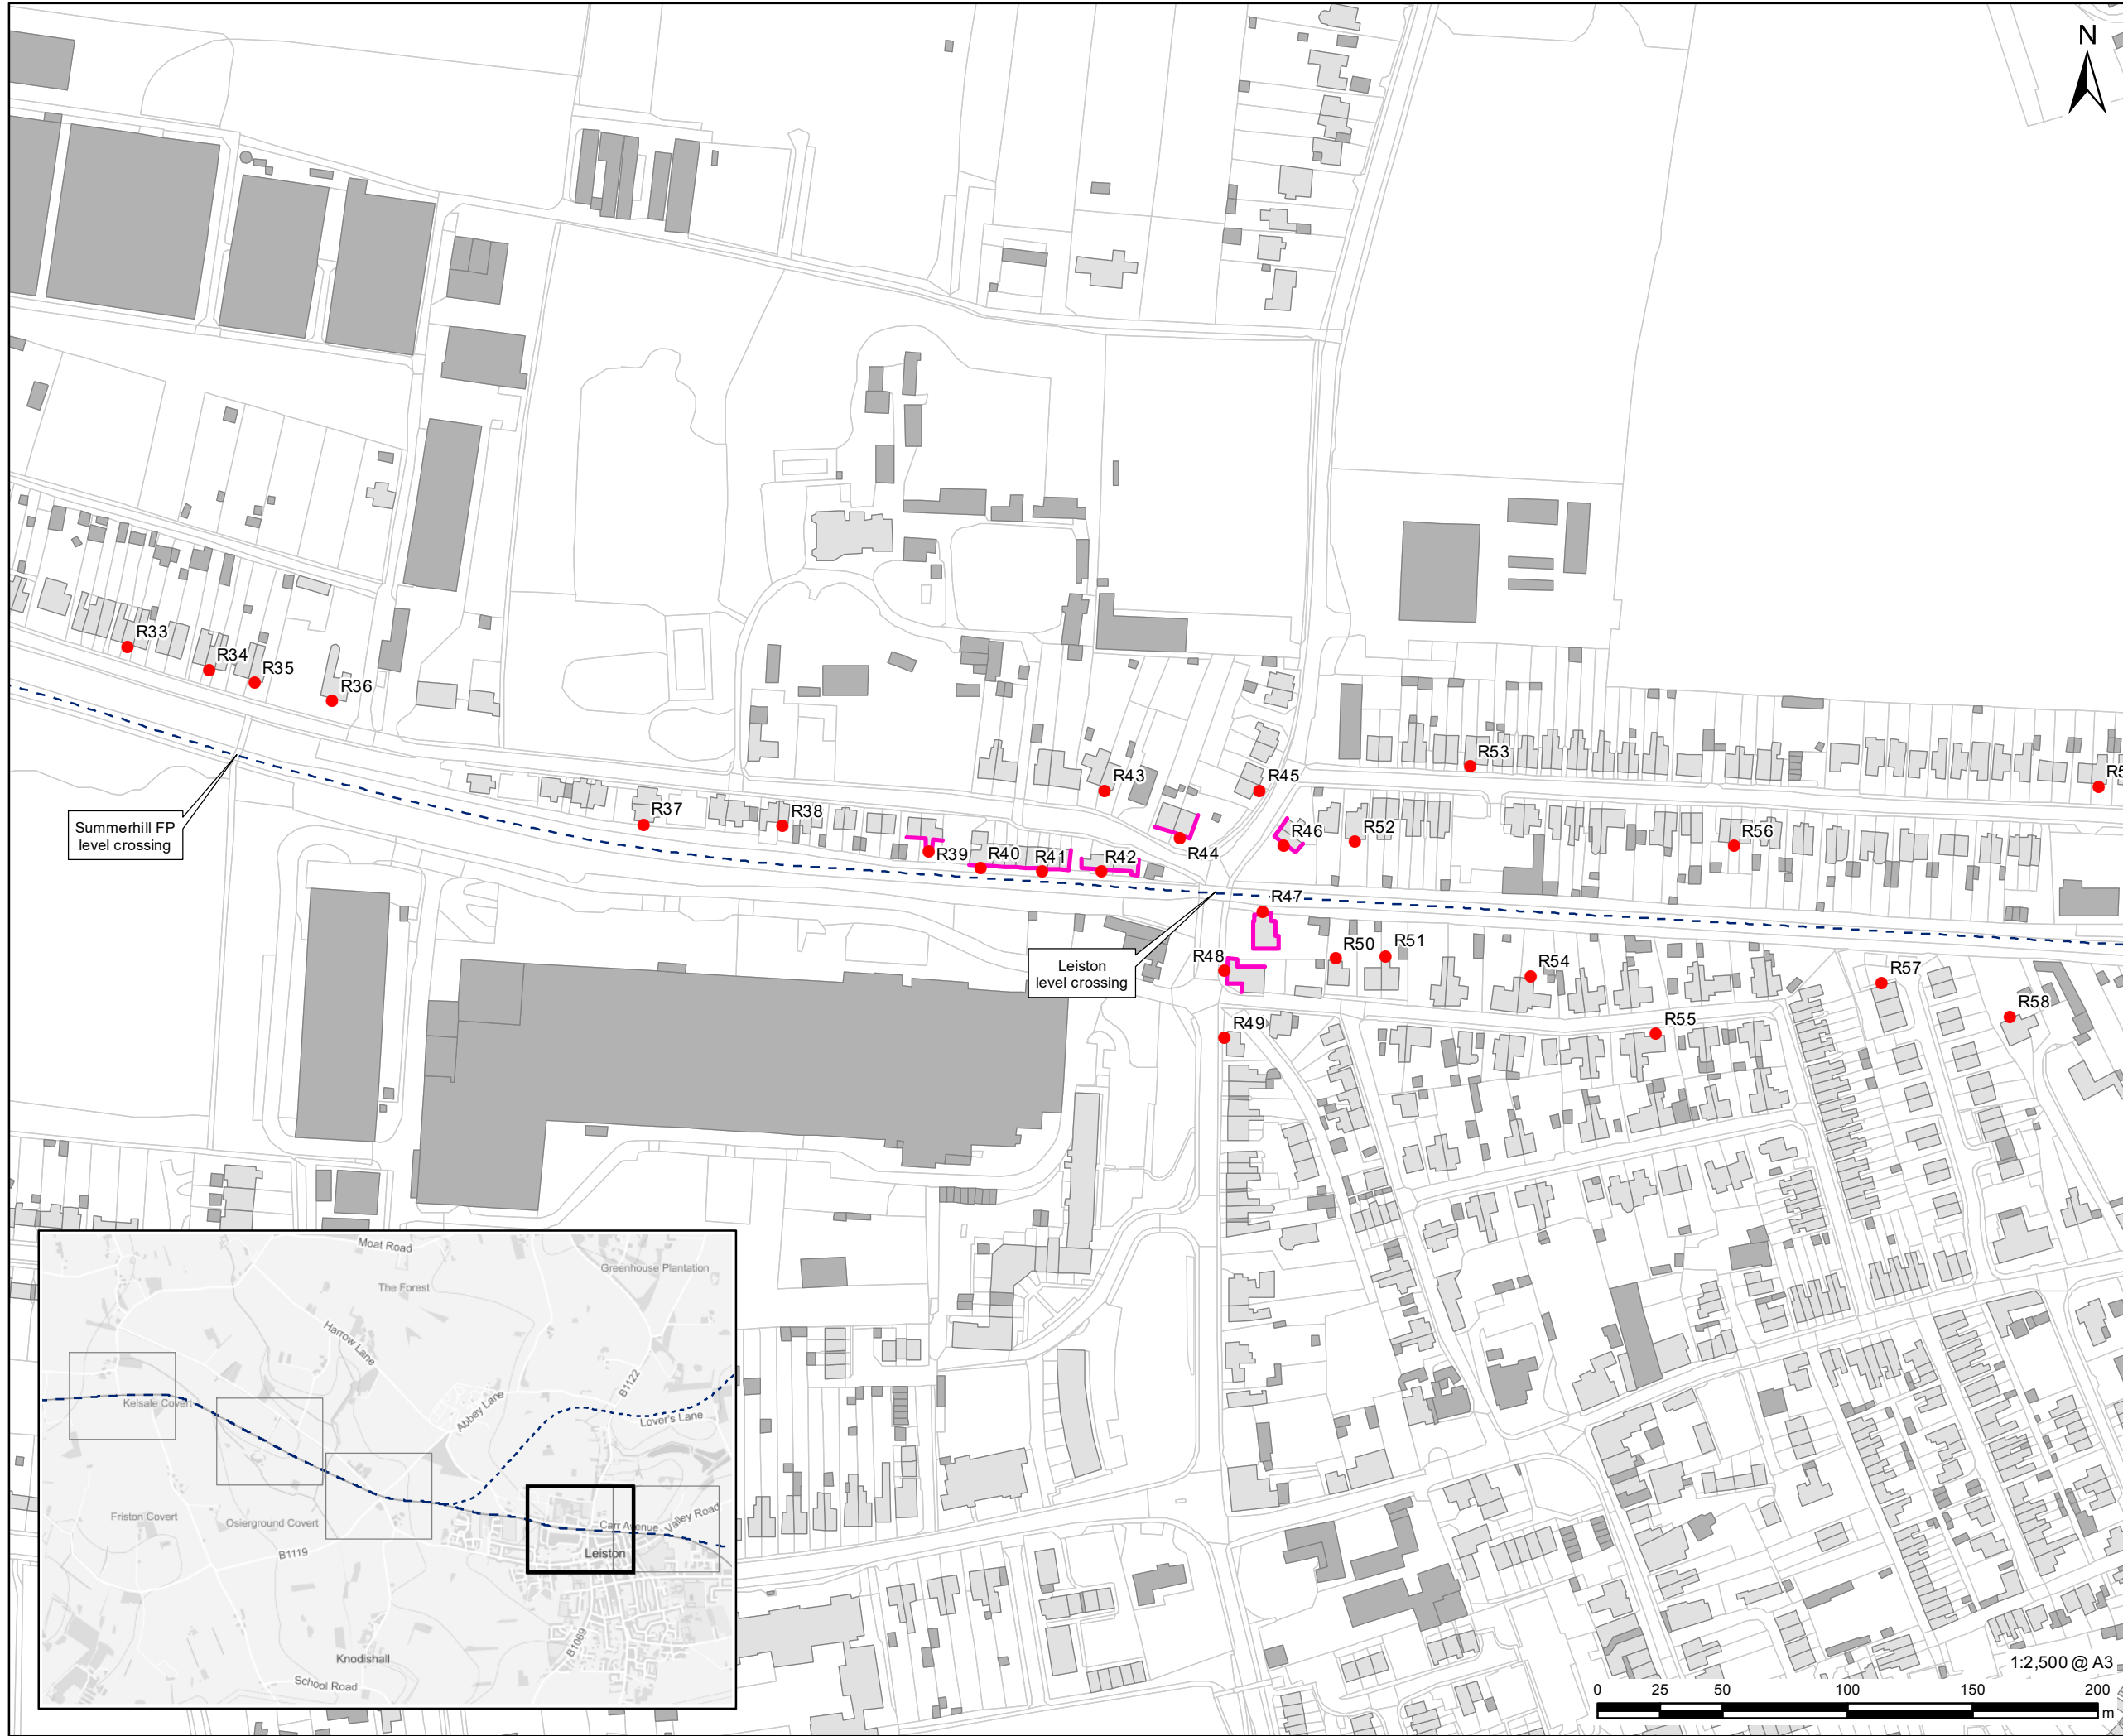 N
R33
R34
R35
R36
R37
R38
R39
R40
R41
R42
R43
R44
R45
R46
R47
R48
R49
R50
R51
R52
R53
R54
R55
R56
R57
R58
Summerhill FP
level crossing
Leiston
level crossing
Moat Road
Greenhouse Plantation
The Forest
Harrow Lane
B1122
Abbey Lane
Lover's Lane
Kelsale Covert
Friston Covert
Osierground Covert
Carr Avenue
Valley Road
B1119
Leiston
B1069
Knodishall
School Road
1:2,500 @ A3
0 25 50 100 150 200
m